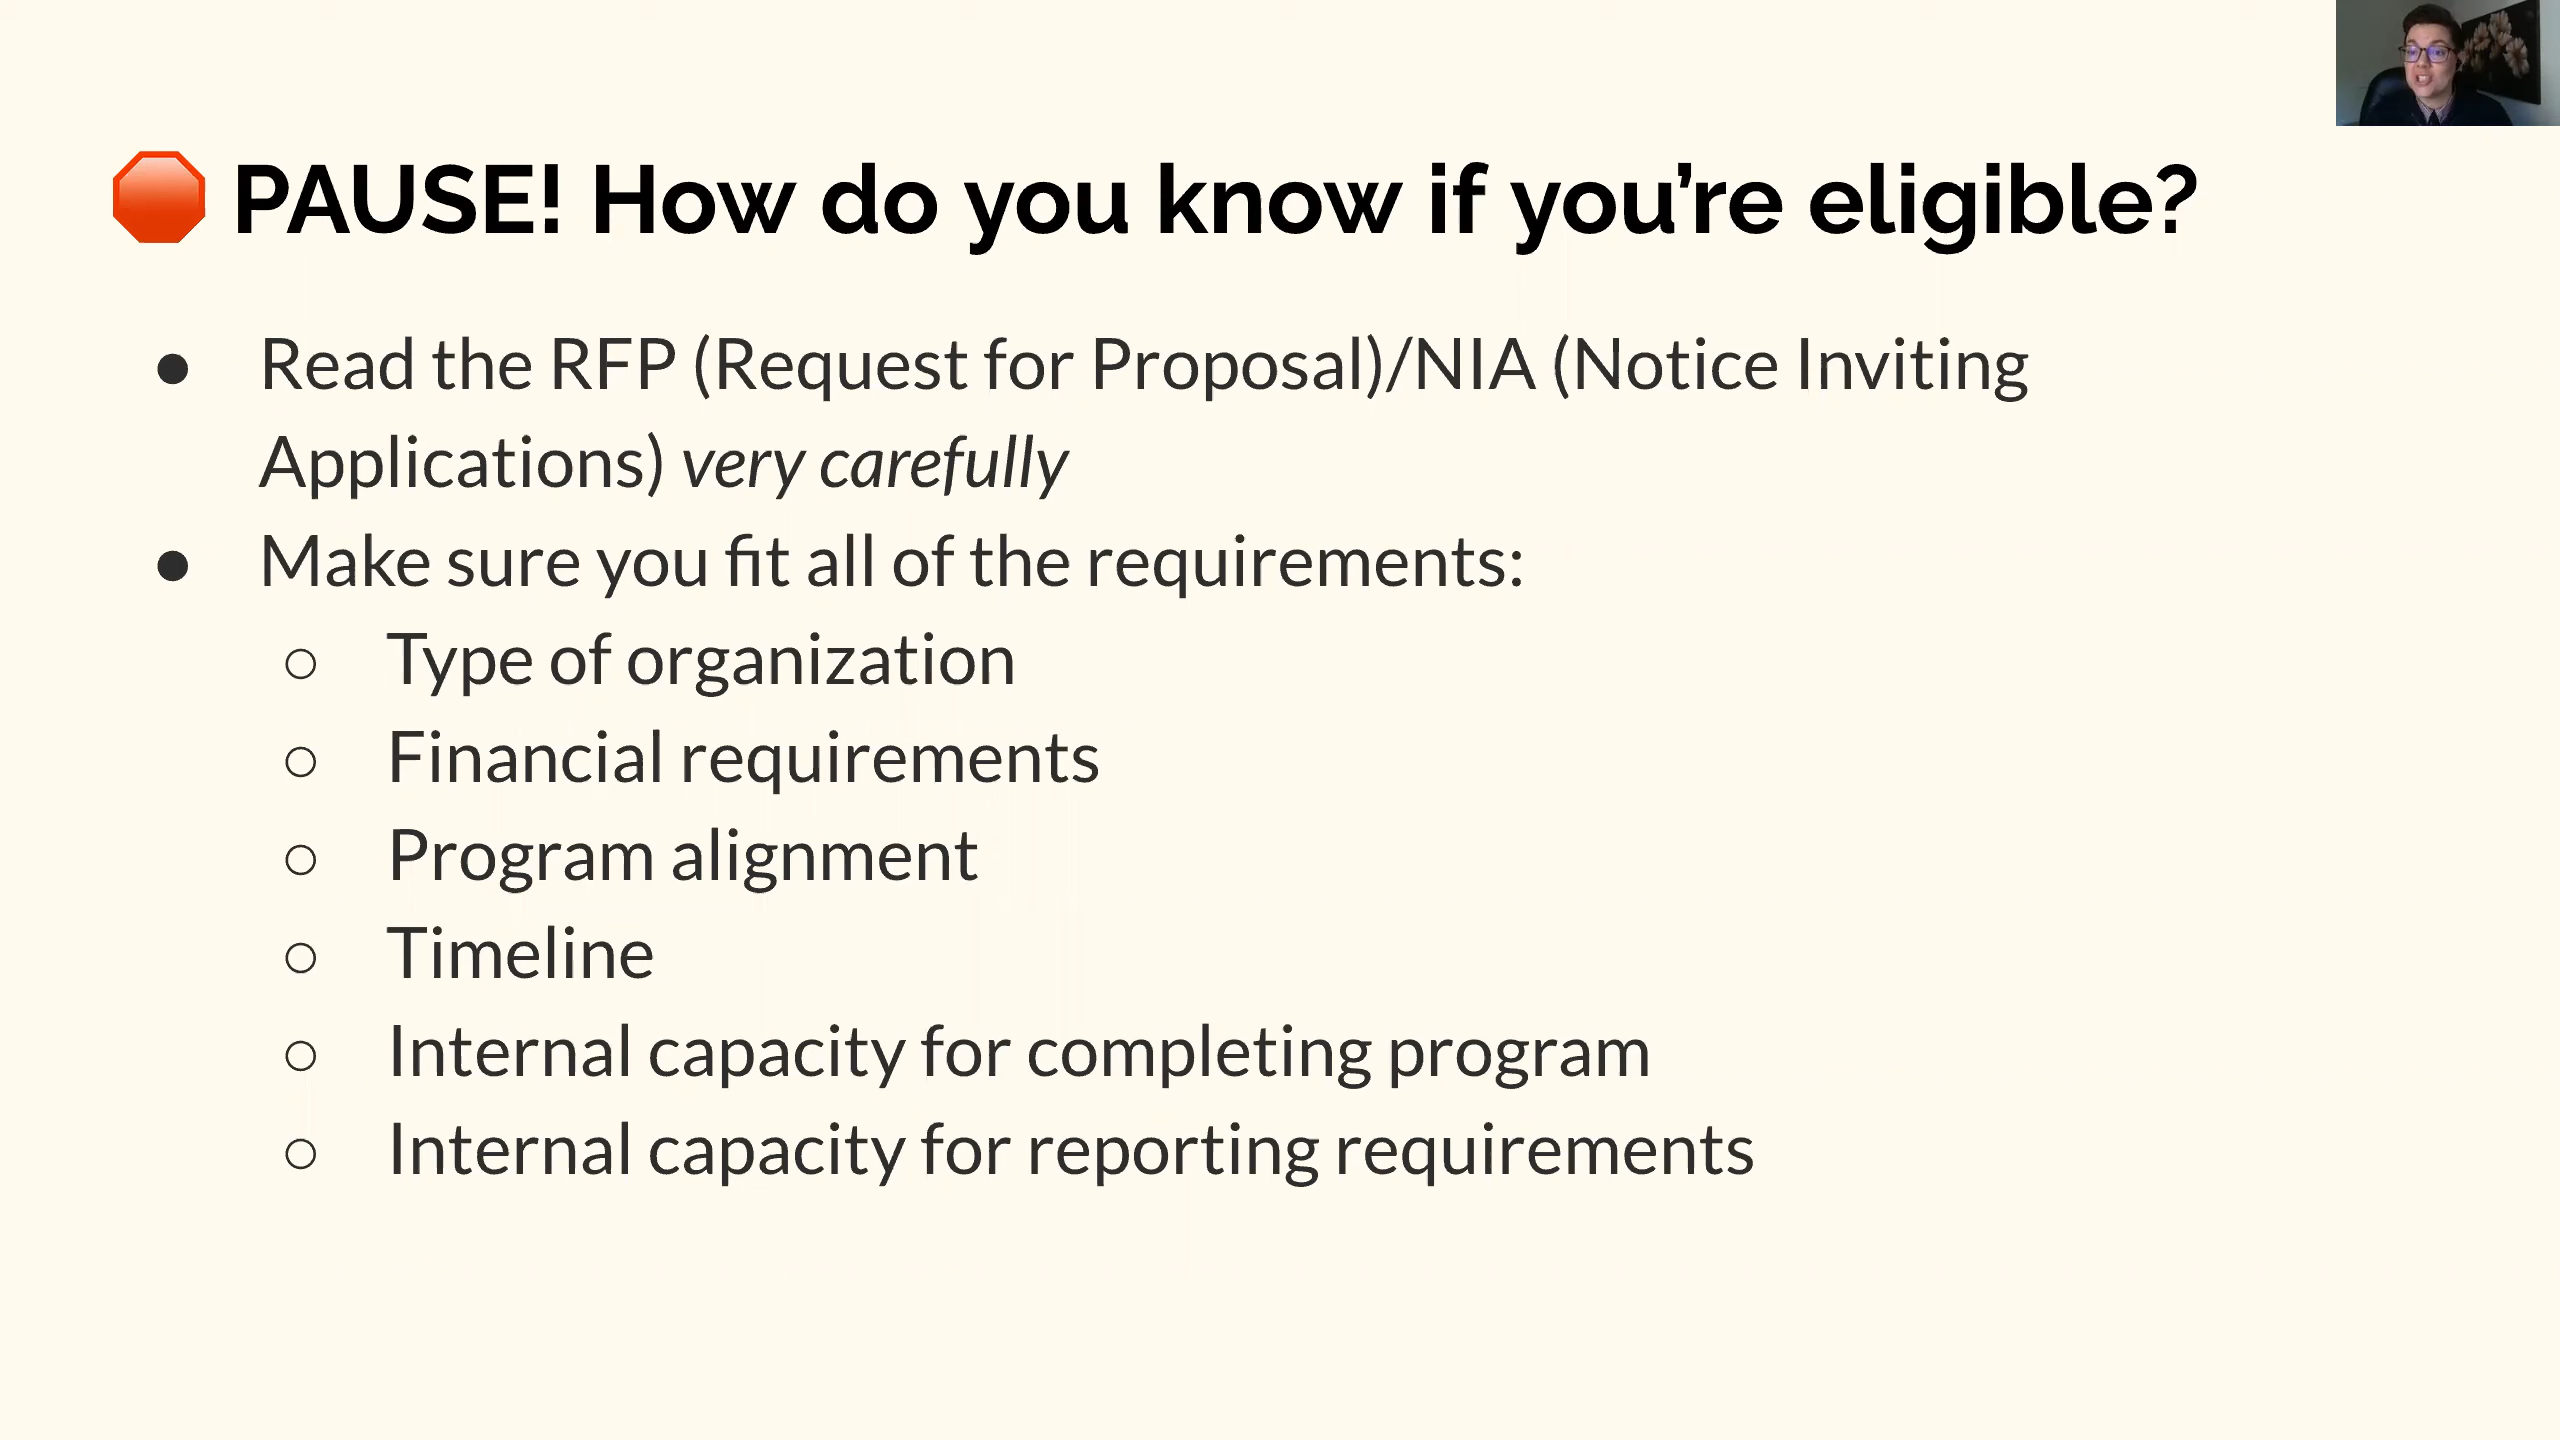 🛑 PAUSE! How do you know if you’re eligible?
● Read the RFP (Request for Proposal)/NIA (Notice Inviting
Applications) very carefully
● Make sure you fit all of the requirements:
○ Type of organization
○ Financial requirements
○ Program alignment
○ Timeline
○ Internal capacity for completing program
○ Internal capacity for reporting requirements